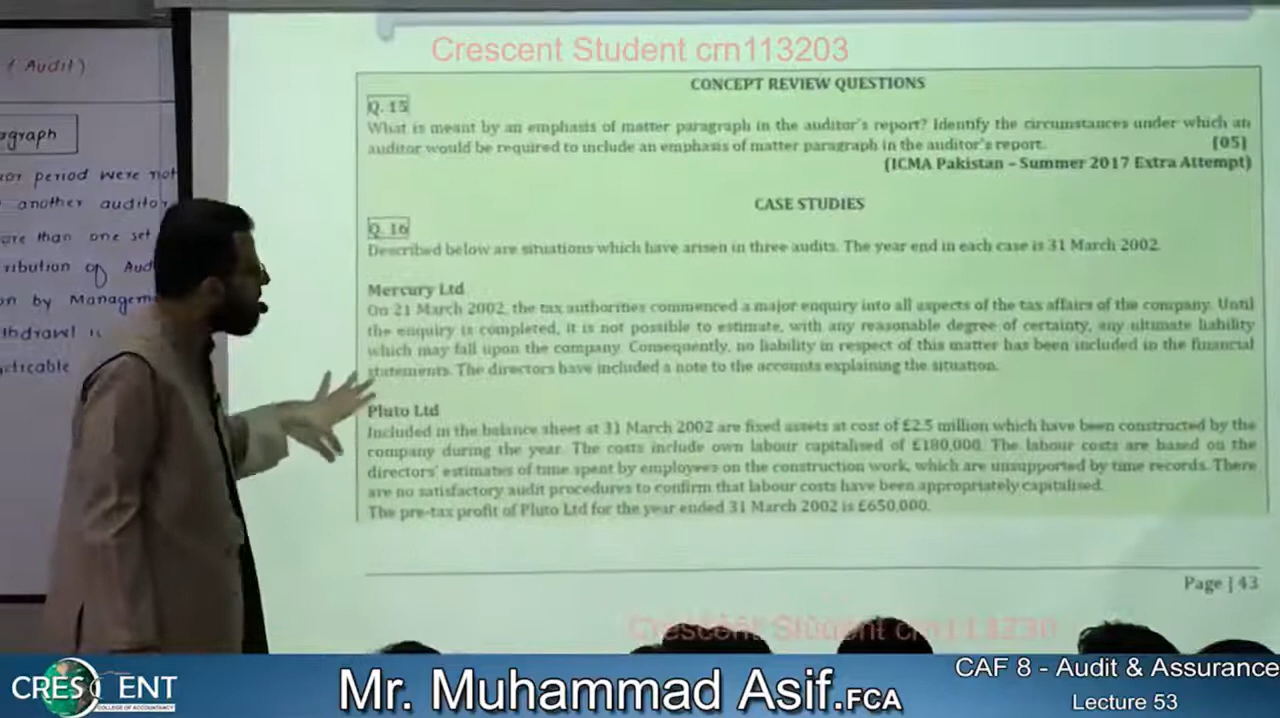 ( Audit)
agraph
or period were not
another auditor
ore than one set
ribution of Aud
on by Managem
thdrawl i
cticable
Crescent Student crn113203
CONCEPT REVIEW QUESTIONS
Q. 15
What is meant by an emphasis of matter paragraph in the auditor's report? Identify the circumstances under which an
auditor would be required to include an emphasis of matter paragraph in the auditor's report. [05]
(ICMA Pakistan – Summer 2017 Extra Attempt)
CASE STUDIES
Q. 16
Described below are situations which have arisen in three audits. The year end in each case is 31 March 2002.
Mercury Ltd
On 21 March 2002, the tax authorities commenced a major enquiry into all aspects of the tax affairs of the company. Until
the enquiry is completed, it is not possible to estimate, with any reasonable degree of certainty, any ultimate liability
which may fall upon the company. Consequently, no liability in respect of this matter has been included in the financial
statements. The directors have included a note to the accounts explaining the situation.
Pluto Ltd
Included in the balance sheet at 31 March 2002 are fixed assets at cost of £2.5 million which have been constructed by the
company during the year. The costs include own labour capitalised of £180,000. The labour costs are based on the
directors' estimates of time spent by employees on the construction work, which are unsupported by time records. There
are no satisfactory audit procedures to confirm that labour costs have been appropriately capitalised.
The pre-tax profit of Pluto Ltd for the year ended 31 March 2002 is £650,000.
Page | 43
Crescent Student
CRESCENT
COLLEGE OF ACCOUNTANCY
Mr. Muhammad Asif.FCA
CAF 8 - Audit & Assurance
Lecture 53